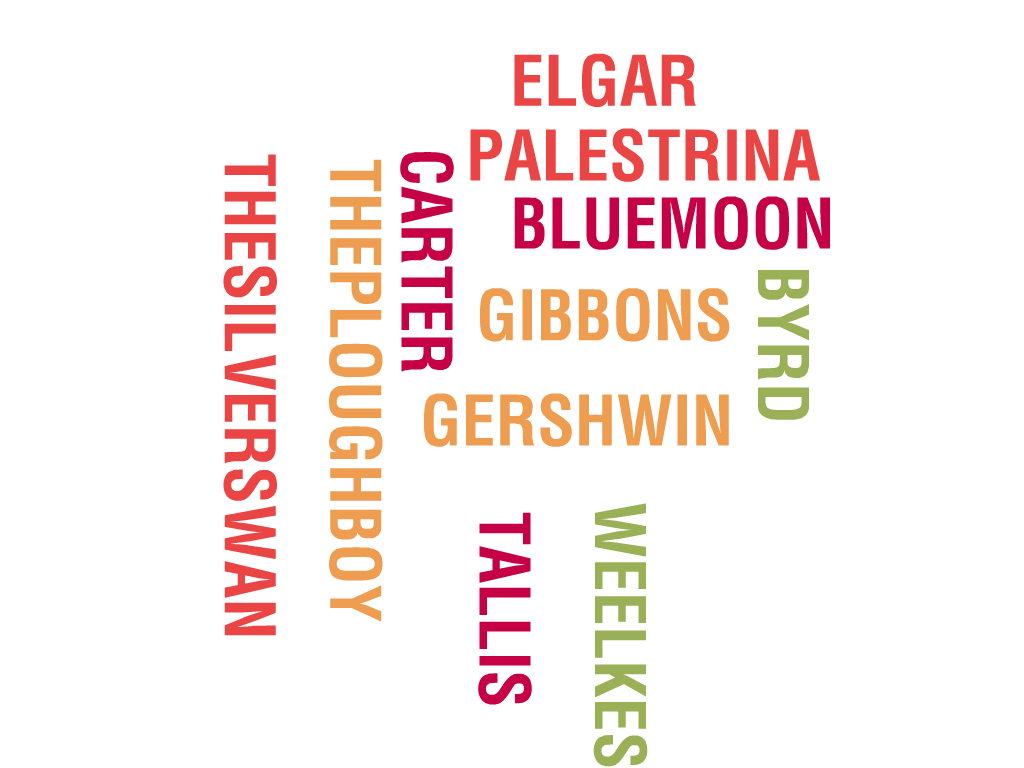 ELGAR
PALESTRINA
BLUEMOON
THESILVERSWAN
THEPLOUGHBOY
CARTER
GIBBONS
BYRD
GERSHWIN
TALLIS
WEELKES